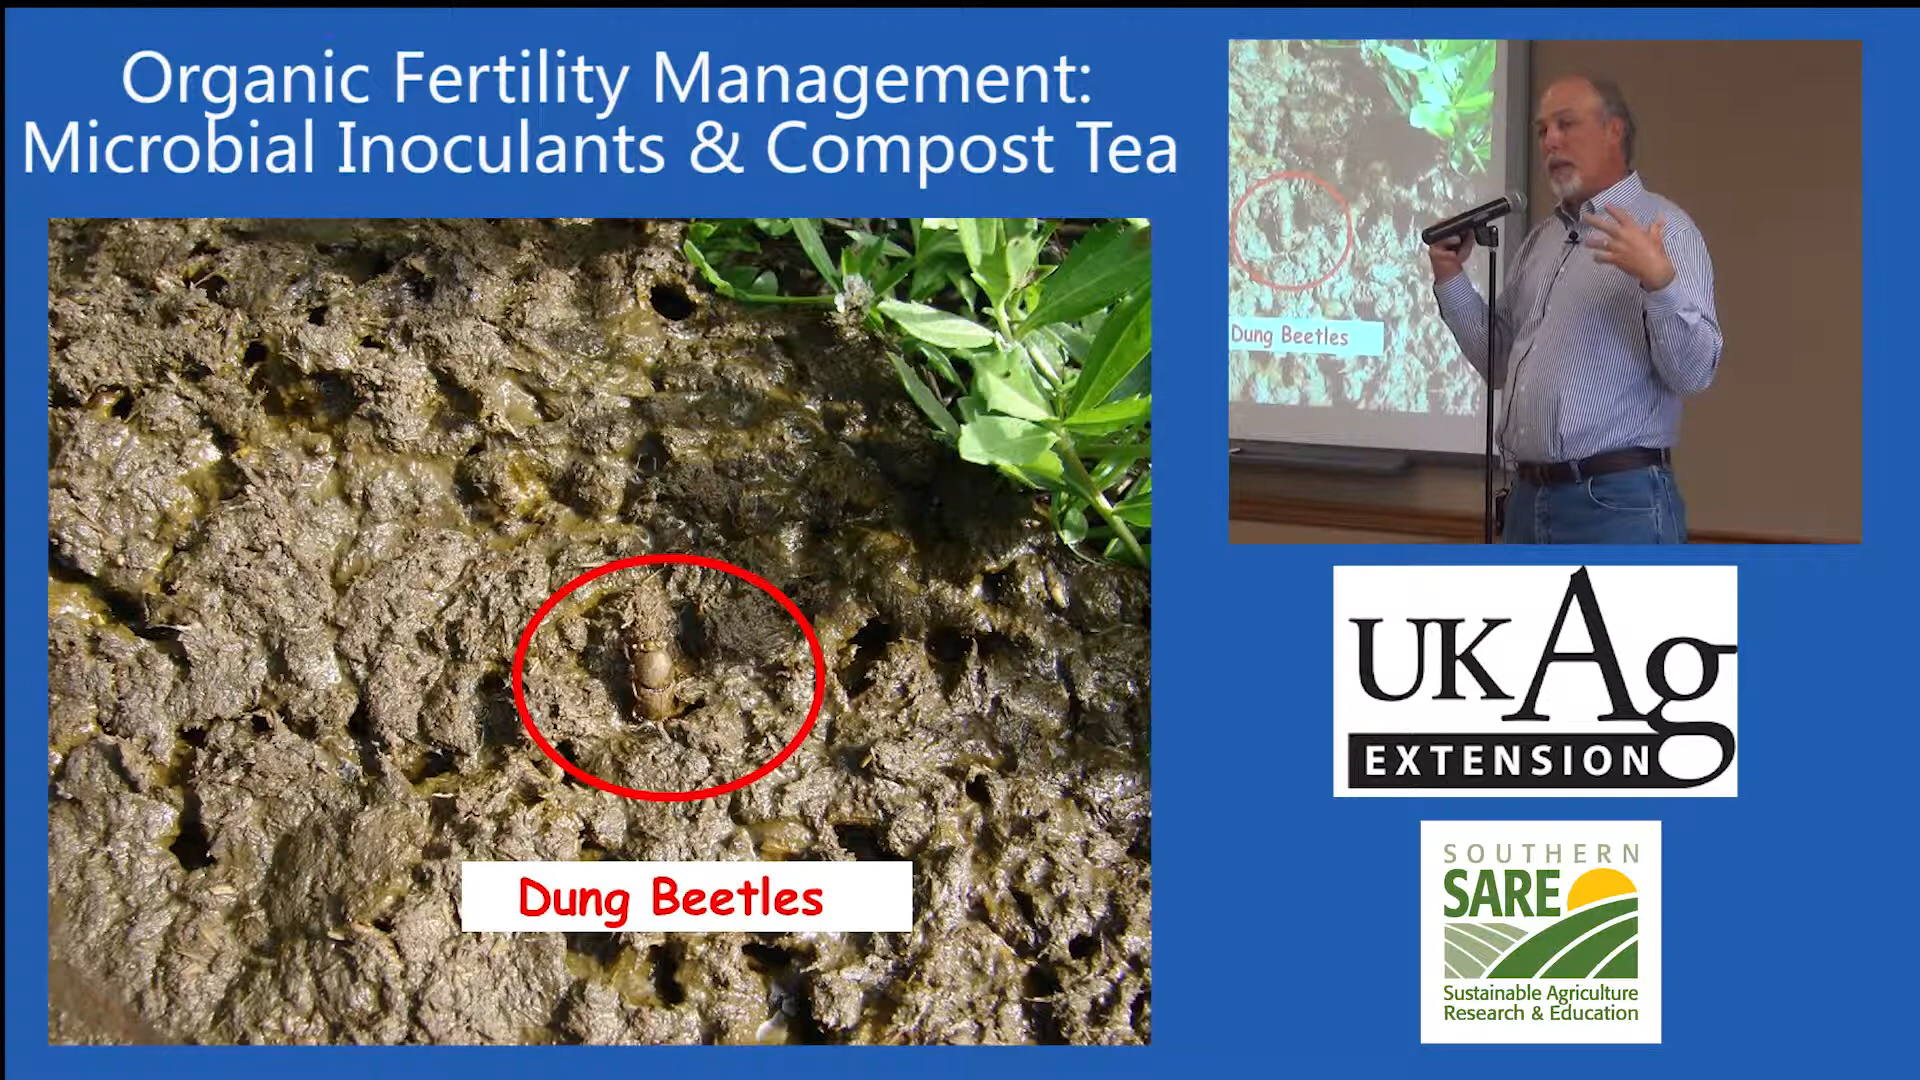 Organic Fertility Management:
Microbial Inoculants & Compost Tea
Dung Beetles
Dung Beetles
UKAg
EXTENSION
SOUTHERN
SARE
Sustainable Agriculture
Research & Education